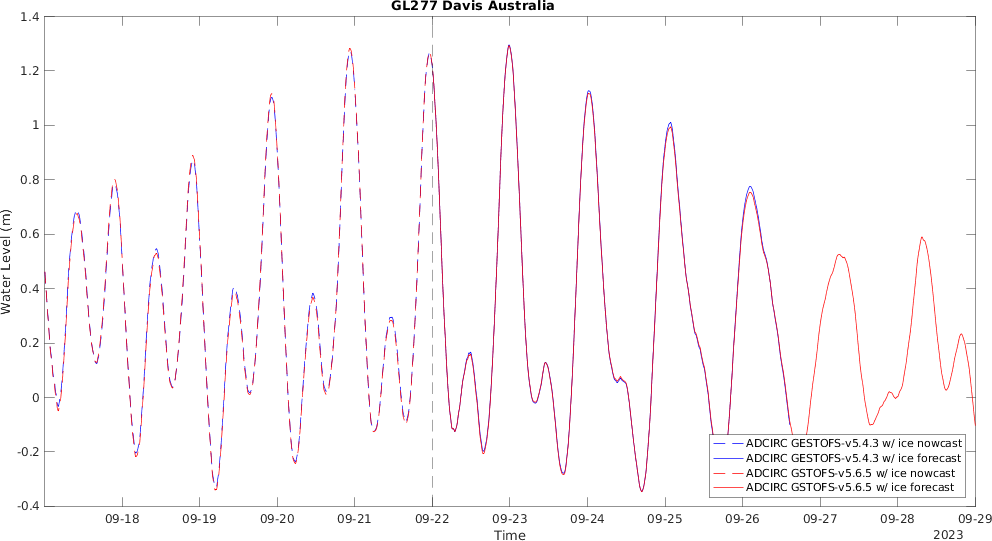 GL277 Davis Australia
1.4
1.2
1
0.8
0.6
0.4
0.2
0
-0.2
-0.4
Water Level (m)
ADCIRC GESTOFS-v5.4.3 w/ ice nowcast
ADCIRC GESTOFS-v5.4.3 w/ ice forecast
ADCIRC GSTOFS-v5.6.5 w/ ice nowcast
ADCIRC GSTOFS-v5.6.5 w/ ice forecast
09-18 09-19 09-20 09-21 09-22 09-23 09-24 09-25 09-26 09-27 09-28 09-29
Time
2023